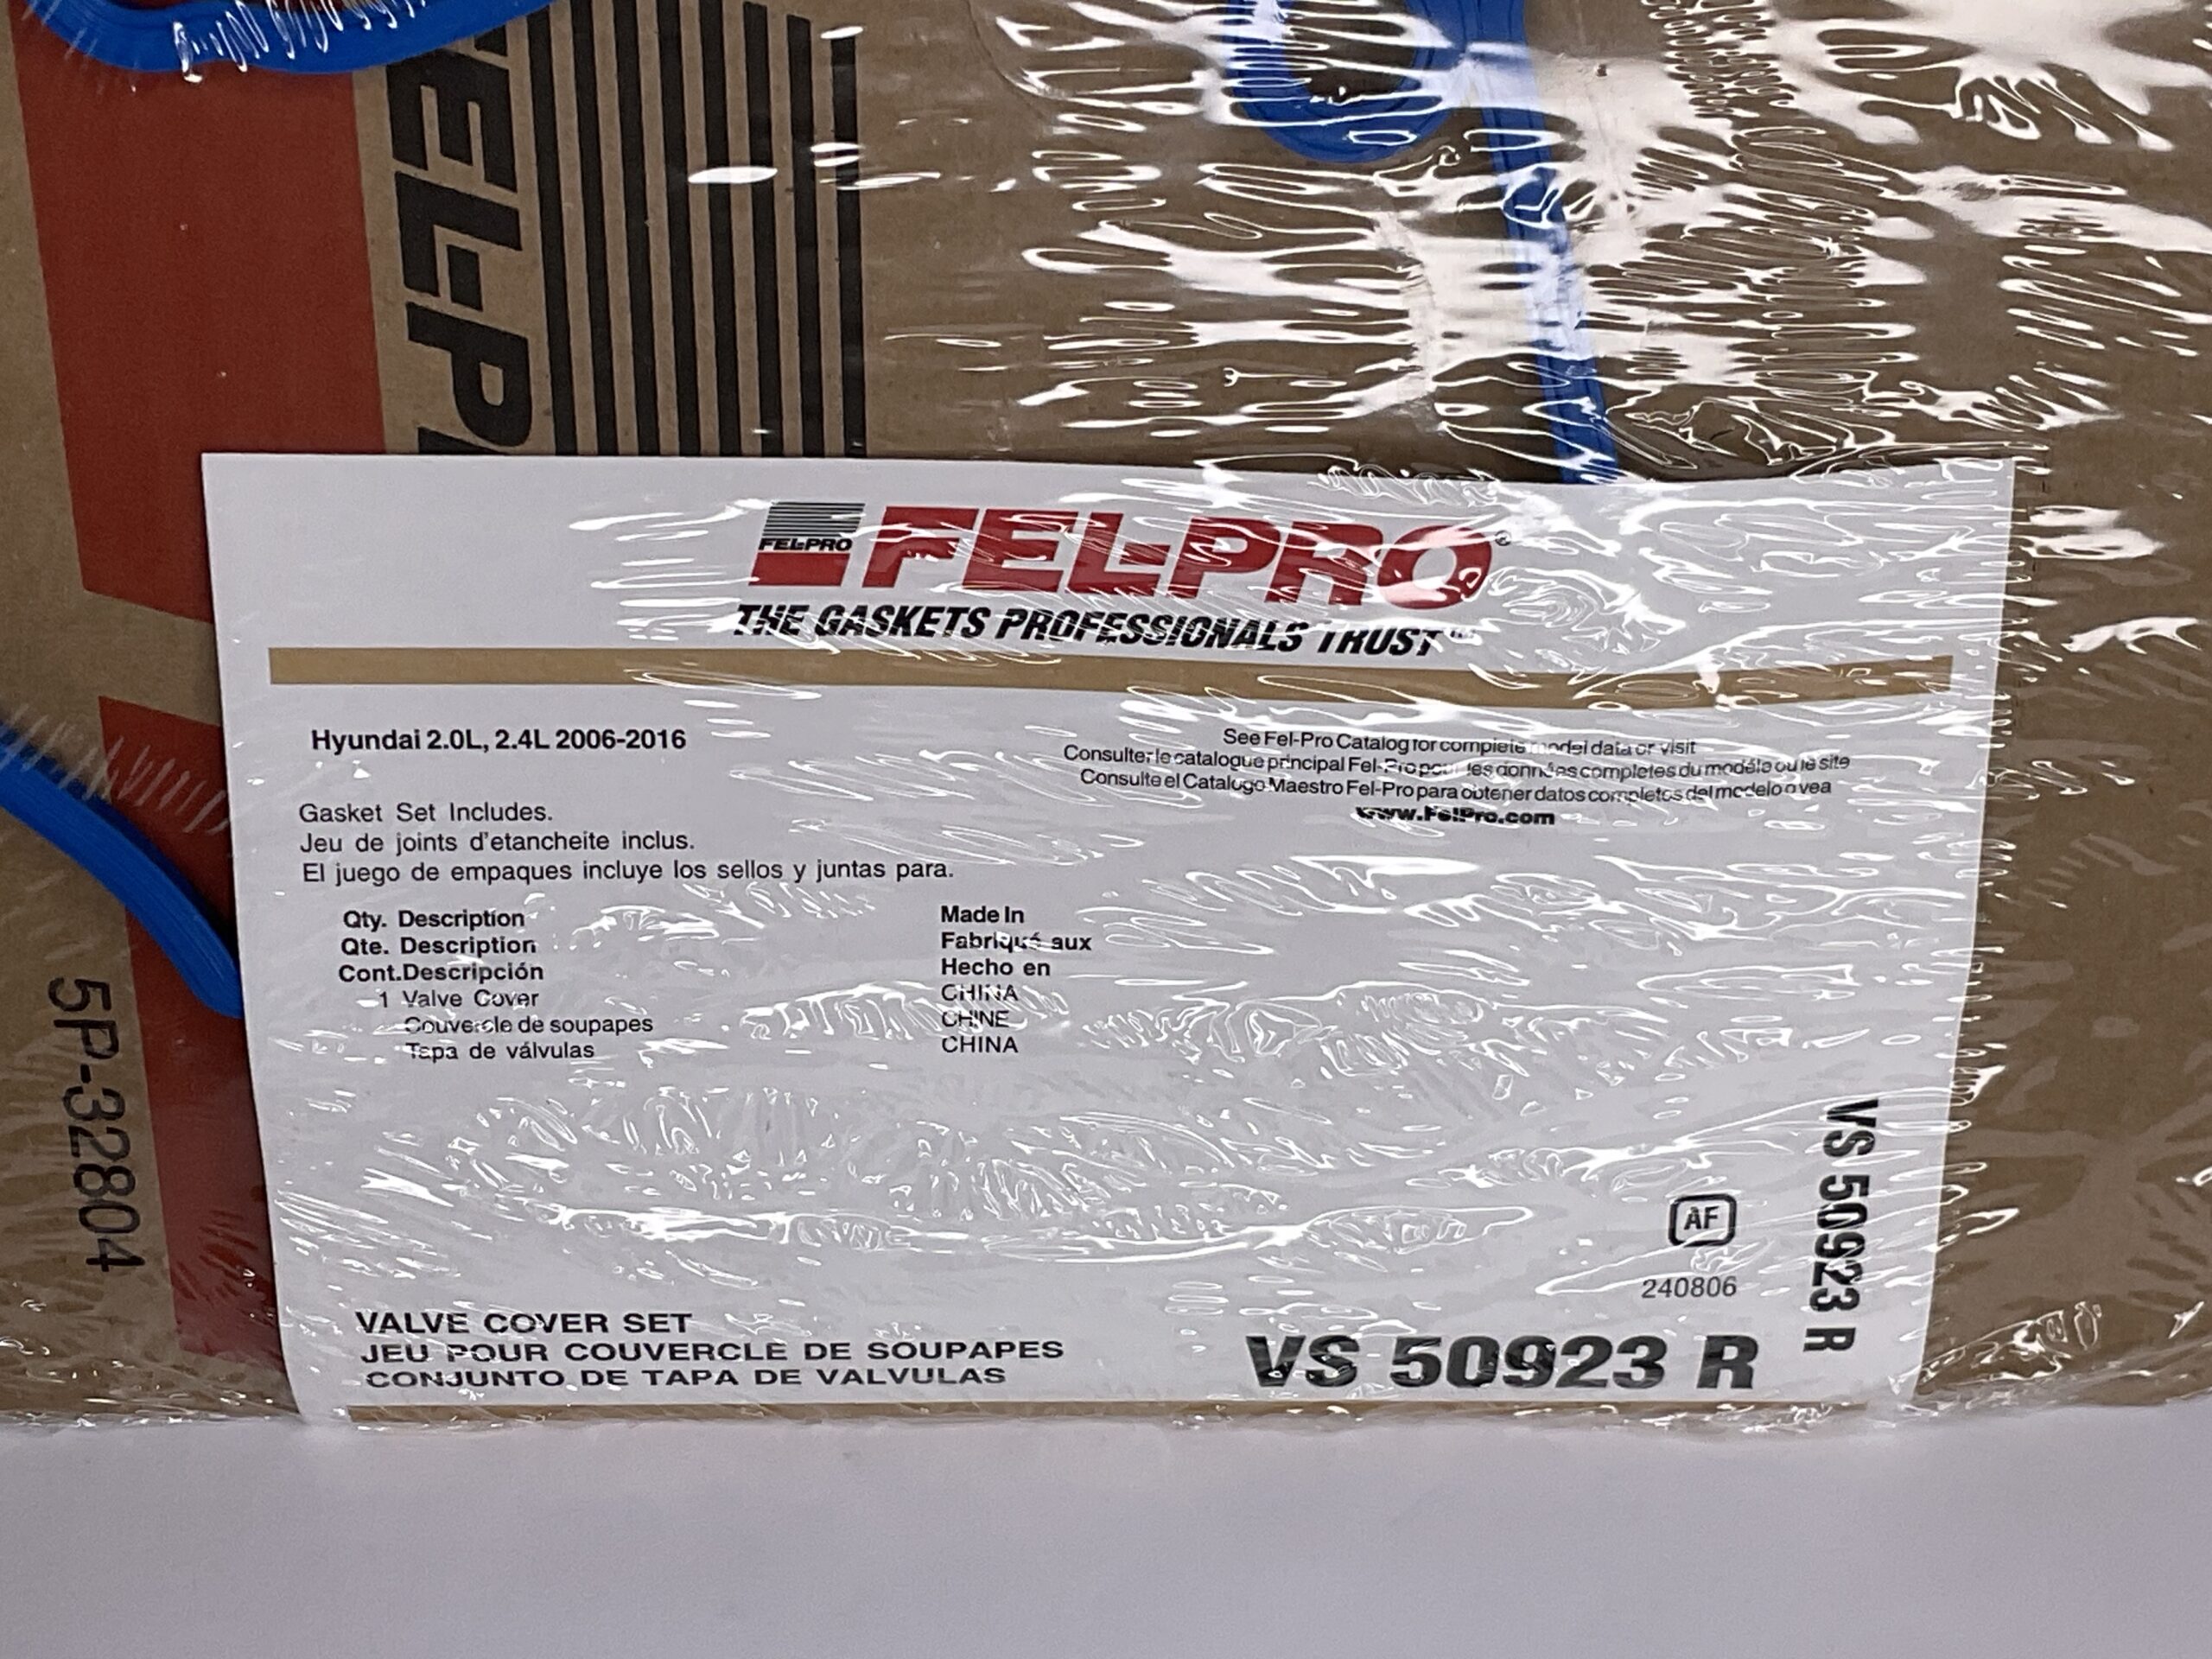 FEL-P
5P-32804
FEL-PRO
FEL-PRO®
THE GASKETS PROFESSIONALS TRUST™
Hyundai 2.0L, 2.4L 2006-2016
See Fel-Pro Catalog for complete model data or visit
Consulter le catalogue principal Fel-Pro pour les données completes du modéle ou le site
Consulte el Catalogo Maestro Fel-Pro para obtener datos completos del modelo o vea
www.FelPro.com
Gasket Set Includes.
Jeu de joints d'etancheite inclus.
El juego de empaques incluye los sellos y juntas para.
Qty. Description Made In
Qte. Description Fabriqué aux
Cont.Descripción Hecho en
1 Valve Cover CHINA
Couvercle de soupapes CHINE
Tapa de válvulas CHINA
AF
240806
VS 50923 R
VALVE COVER SET
JEU POUR COUVERCLE DE SOUPAPES
CONJUNTO DE TAPA DE VALVULAS
VS 50923 R